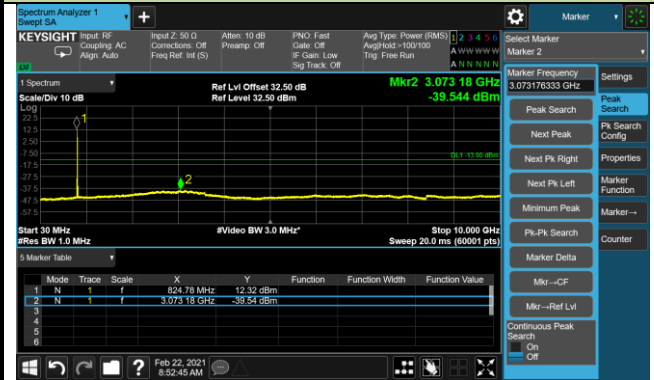 Spectrum Analyzer 1
Swept SA
+
Marker
KEYSIGHT
Input: RF
Coupling: AC
Align: Auto
Input Z: 50 Ω
Corrections: Off
Freq Ref: Int (S)
Atten: 10 dB
Preamp: Off
PNO: Fast
Gate: Off
IF Gain: Low
Sig Track: Off
Avg Type: Power (RMS)
Avg|Hold:>100/100
Trig: Free Run
1 2 3 4 5 6
A W W W W W
A N N N N N
Select Marker
Marker 2
1 Spectrum
Scale/Div 10 dB
Log
Ref Lvl Offset 32.50 dB
Ref Level 32.50 dBm
Mkr2 3.073 18 GHz
-39.544 dBm
22.5
12.5
2.50
-7.50
-17.5
-27.5
-37.5
-47.5
-57.5
1
2
DL1 -13.00 dBm
Start 30 MHz
#Res BW 1.0 MHz
#Video BW 3.0 MHz*
Stop 10.000 GHz
Sweep 20.0 ms (60001 pts)
5 Marker Table
Mode Trace Scale X Y Function Function Width Function Value
1 N 1 f 824.78 MHz 12.32 dBm
2 N 1 f 3.073 18 GHz -39.54 dBm
3
4
5
6
Marker Frequency
3.073176333 GHz
Peak Search
Next Peak
Next Pk Right
Next Pk Left
Minimum Peak
Pk-Pk Search
Marker Delta
Mkr→CF
Mkr→Ref Lvl
Continuous Peak
Search
On
Off
Settings
Peak
Search
Pk Search
Config
Properties
Marker
Function
Marker→
Counter
?
Feb 22, 2021
8:52:45 AM